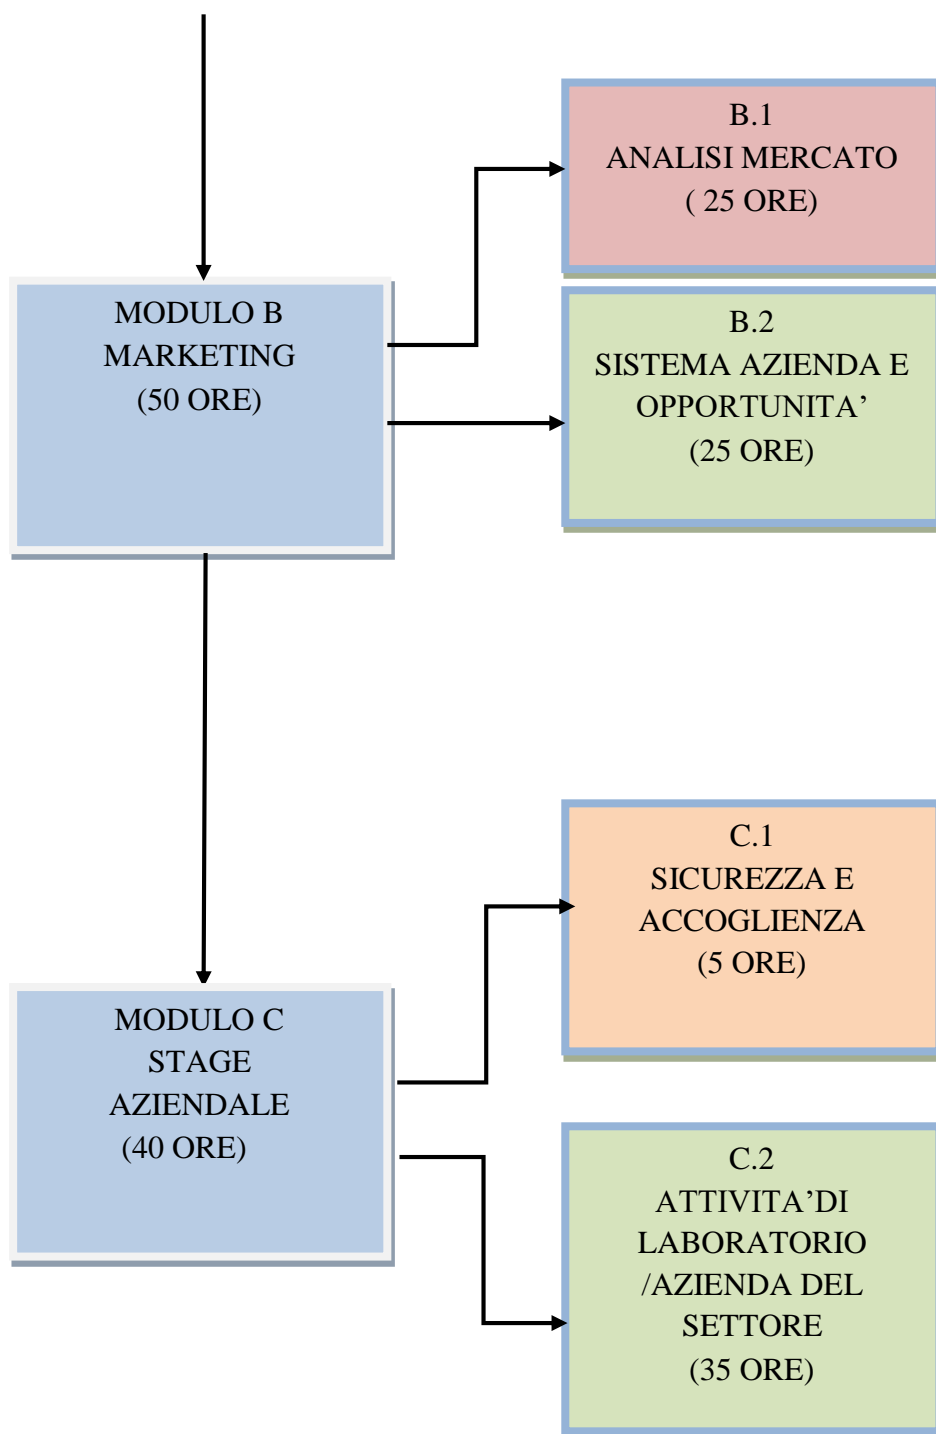 B.1
ANALISI MERCATO
( 25 ORE)
MODULO B
MARKETING
(50 ORE)
B.2
SISTEMA AZIENDA E
OPPORTUNITA’
(25 ORE)
C.1
SICUREZZA E
ACCOGLIENZA
(5 ORE)
MODULO C
STAGE
AZIENDALE
(40 ORE)
C.2
ATTIVITA’DI
LABORATORIO
/AZIENDA DEL
SETTORE
(35 ORE)